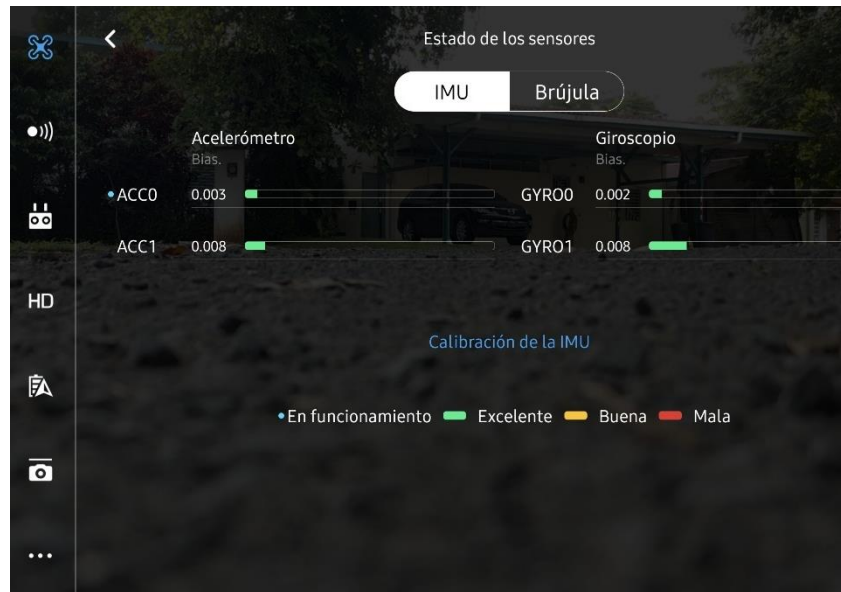 Estado de los sensores
IMU Brújula
Acelerómetro Giroscopio
Bias. Bias.
ACC0 0.003 GYRO0 0.002
ACC1 0.008 GYRO1 0.008
HD
Calibración de la IMU
En funcionamiento Excelente Buena Mala